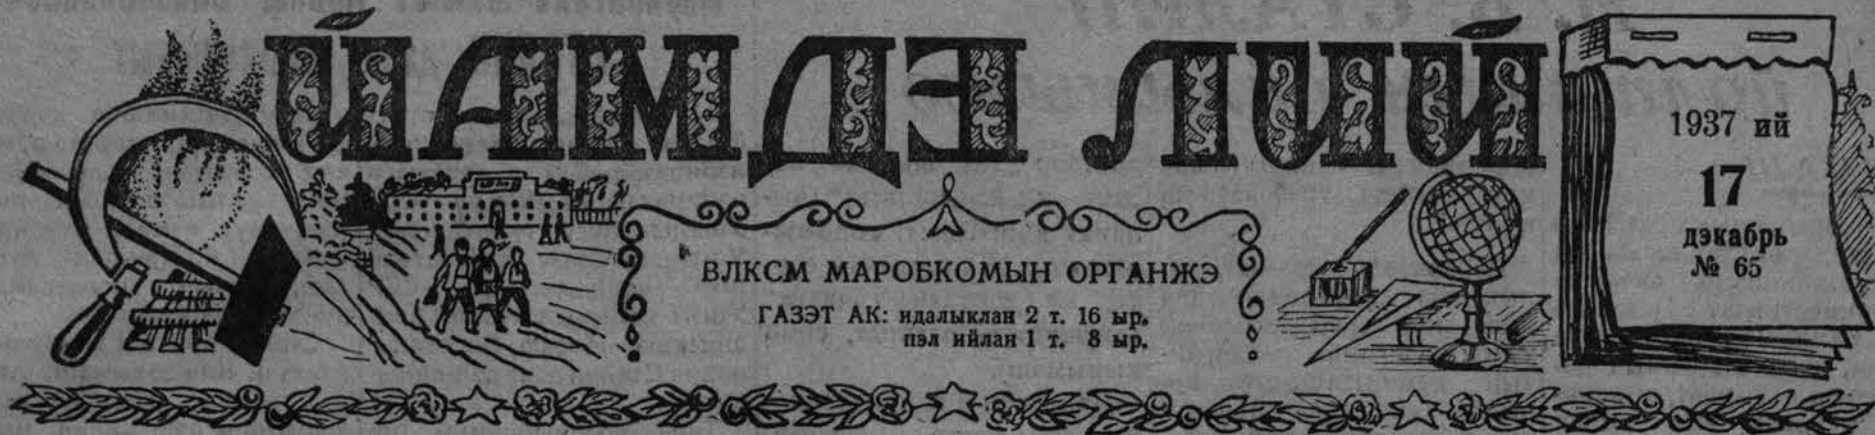 ЙАМДЭ ЛИЙ
ВЛКСМ МАРОБКОМЫН ОРГАНЖЭ
ГАЗЭТ АК: идалыклан 2 т. 16 ыр.
пэл ийлан 1 т. 8 ыр.
1937 ий
17
дэкабрь
№ 65